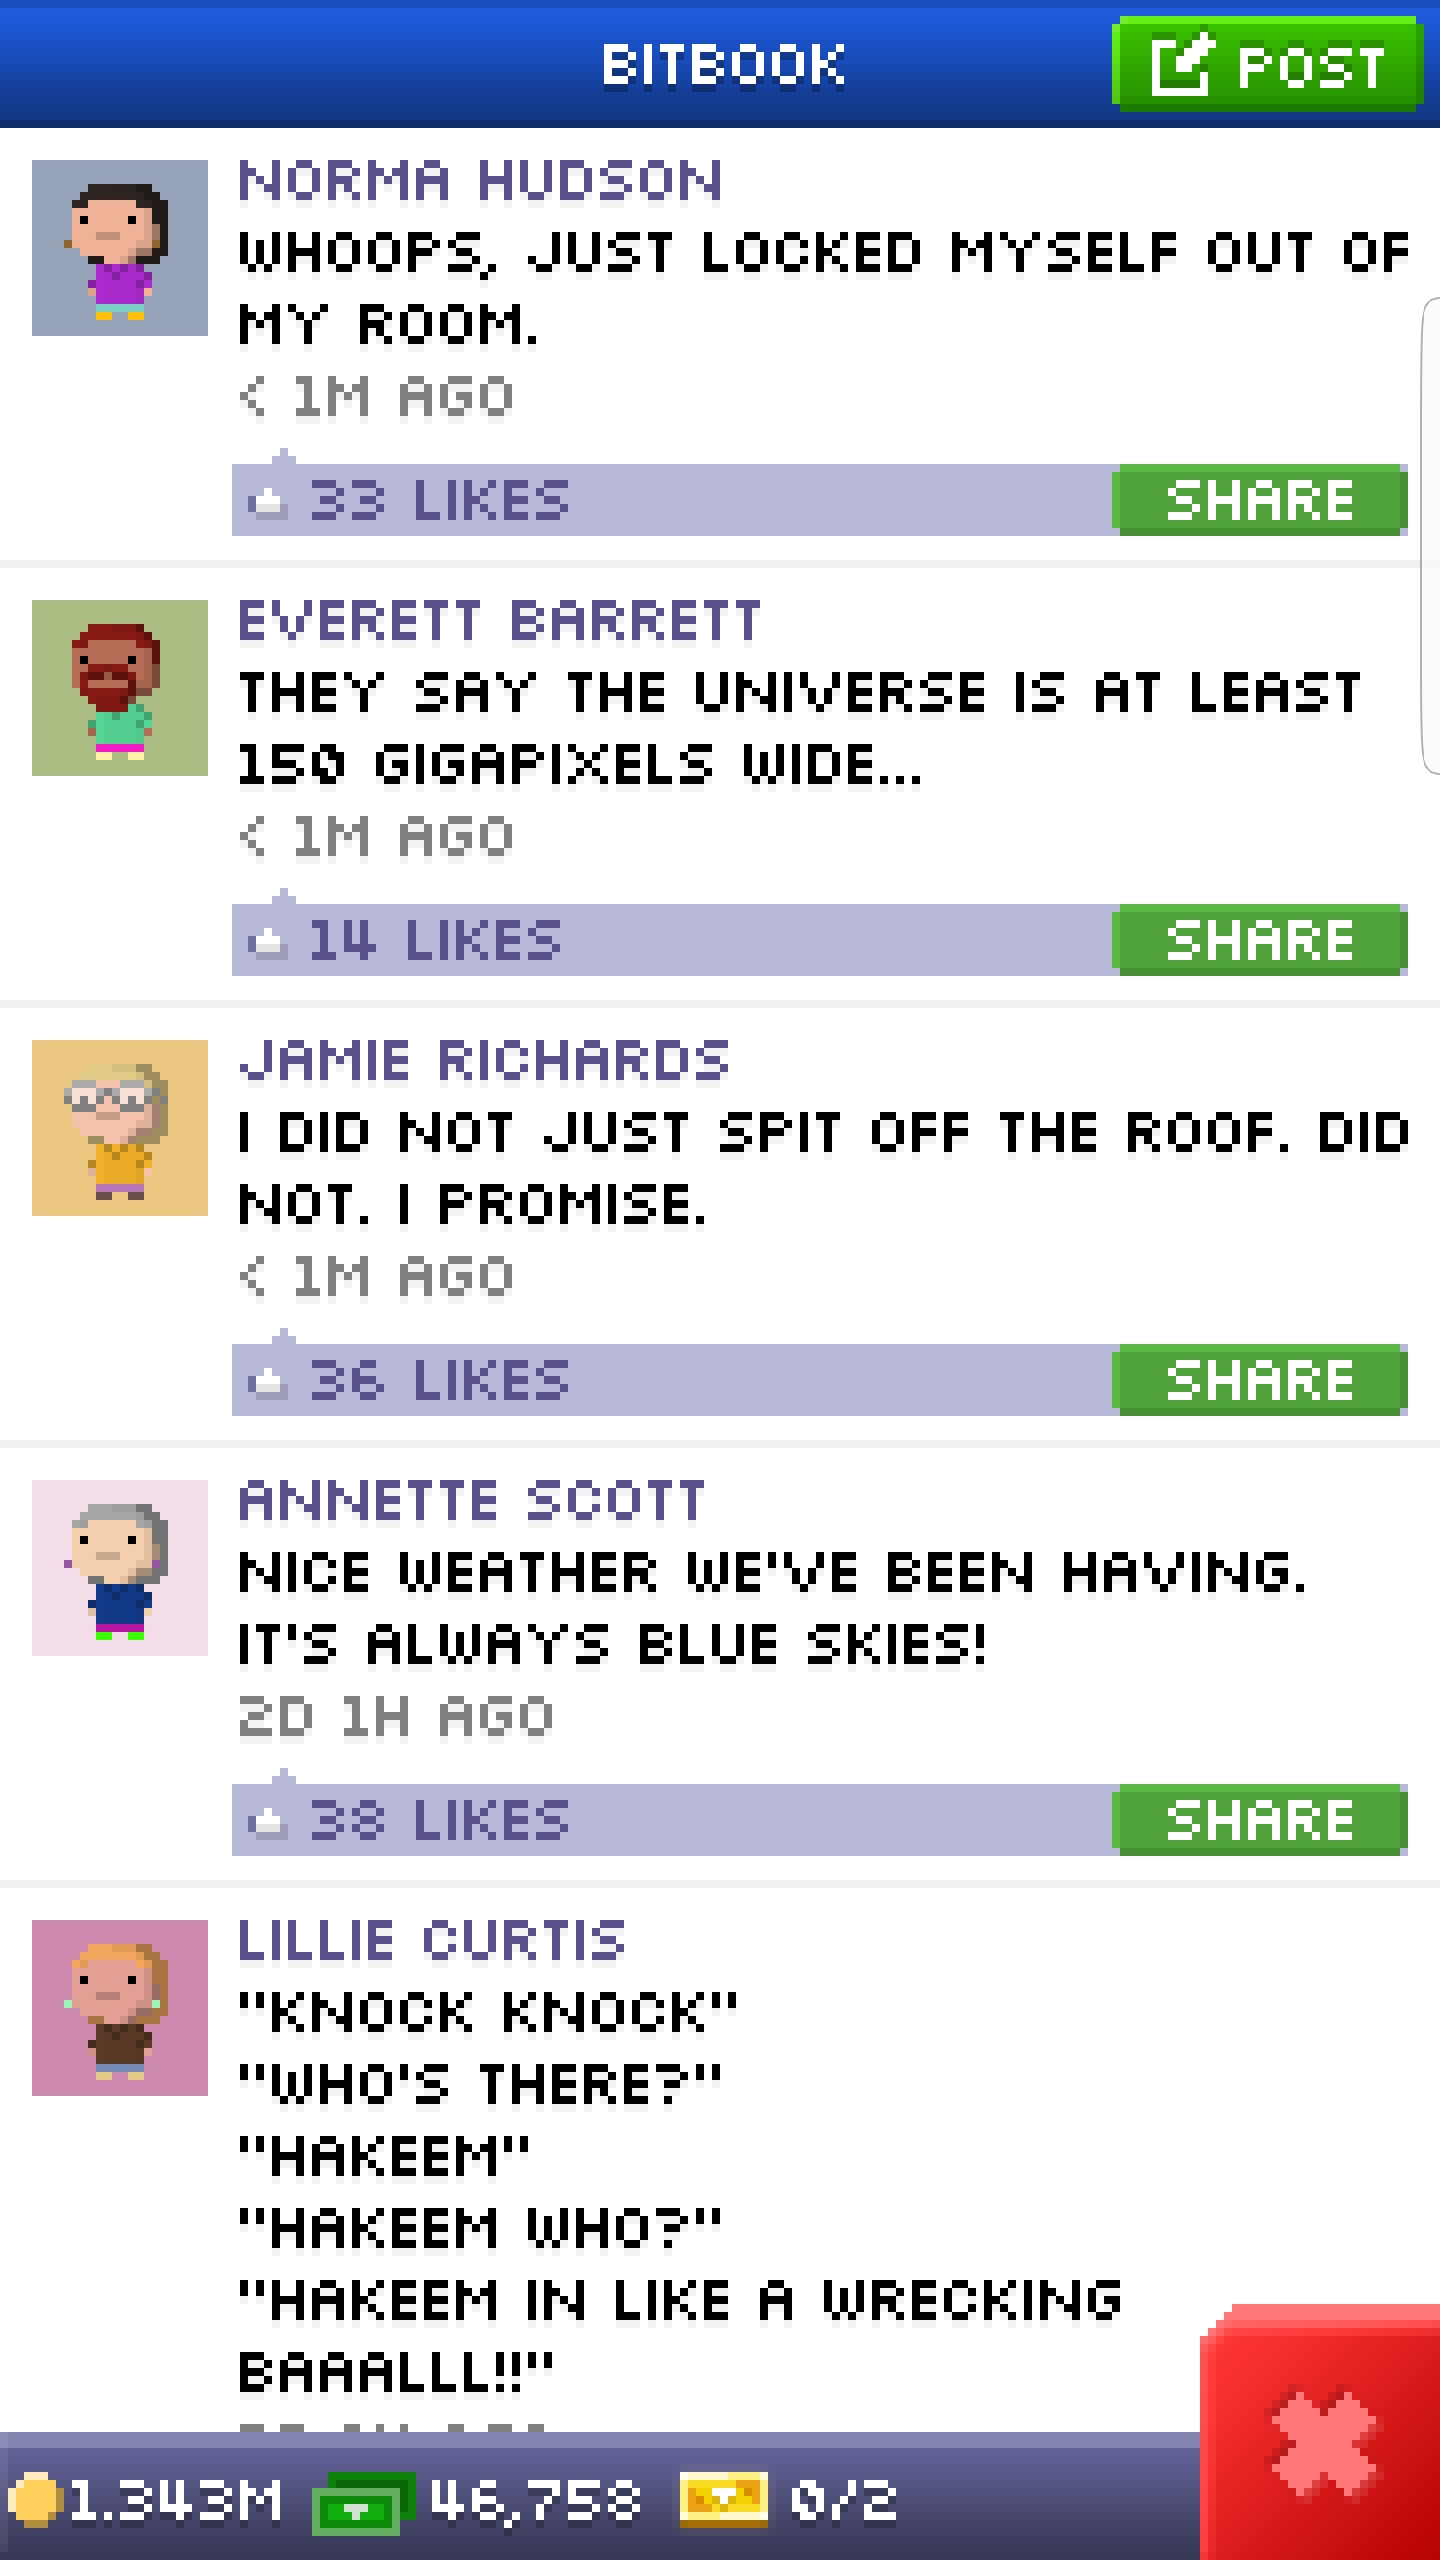 BITBOOK
POST
NORMA HUDSON
WHOOPS, JUST LOCKED MYSELF OUT OF
MY ROOM.
< 1M AGO
33 LIKES
SHARE
EVERETT BARRETT
THEY SAY THE UNIVERSE IS AT LEAST
150 GIGAPIXELS WIDE...
< 1M AGO
14 LIKES
SHARE
JAMIE RICHARDS
I DID NOT JUST SPIT OFF THE ROOF. DID
NOT. I PROMISE.
< 1M AGO
36 LIKES
SHARE
ANNETTE SCOTT
NICE WEATHER WE'VE BEEN HAVING.
IT'S ALWAYS BLUE SKIES!
2D 1H AGO
38 LIKES
SHARE
LILLIE CURTIS
"KNOCK KNOCK"
"WHO'S THERE?"
"HAKEEM"
"HAKEEM WHO?"
"HAKEEM IN LIKE A WRECKING
BAAALLL!!"
1.343M 46,758 0/2